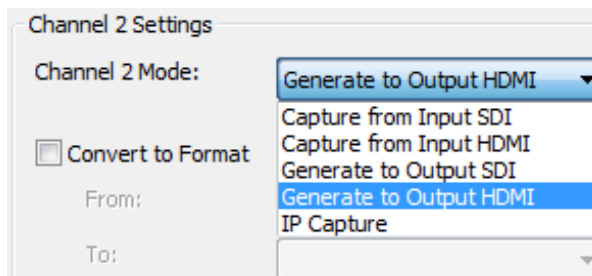 Channel 2 Settings
Channel 2 Mode:
Generate to Output HDMI
Capture from Input SDI
Capture from Input HDMI
Convert to Format
Generate to Output SDI
From:
Generate to Output HDMI
IP Capture
To: